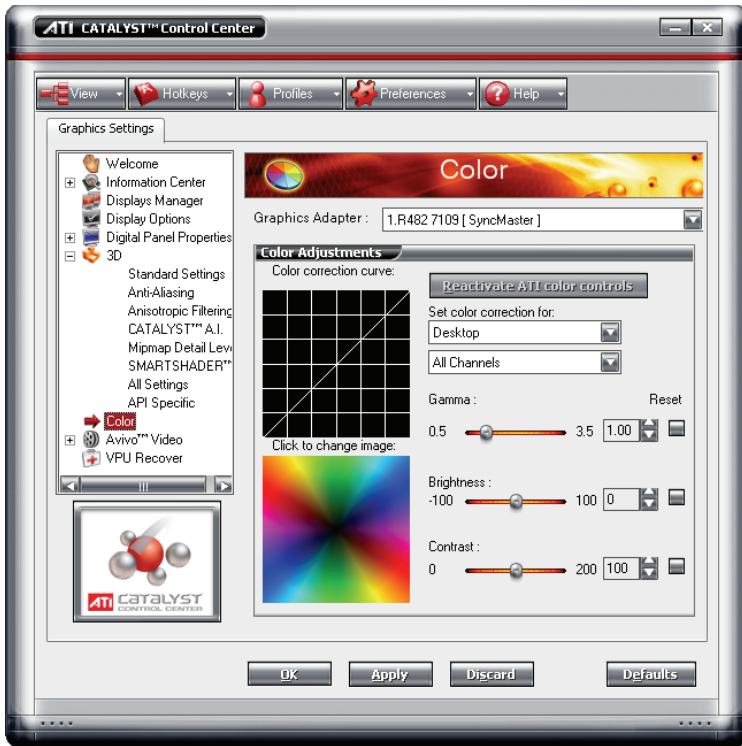 ATI CATALYST™ Control Center
View
Hotkeys
Profiles
Preferences
Help
Graphics Settings
Welcome
Information Center
Displays Manager
Display Options
Digital Panel Properties
3D
Standard Settings
Anti-Aliasing
Anisotropic Filtering
CATALYST™ A.I.
Mipmap Detail Leve
SMARTSHADER™
All Settings
API Specific
Color
Avivo™ Video
VPU Recover
ATI CATALYST
CONTROL CENTER
Color
Graphics Adapter : 1.R482 7109 [ SyncMaster ]
Color Adjustments
Color correction curve:
Click to change image:
Reactivate ATI color controls
Set color correction for:
Desktop
All Channels
Gamma : Reset
0.5 3.5 1.00
Brightness :
-100 100 0
Contrast :
0 200 100
OK Apply Discard Defaults